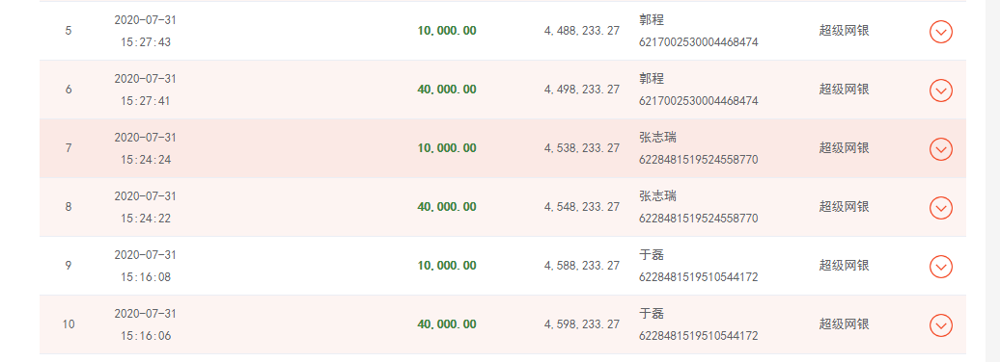 5 2020-07-31 15:27:43 10,000.00 4,488,233.27 郭程 6217002530004468474 超级网银
6 2020-07-31 15:27:41 40,000.00 4,498,233.27 郭程 6217002530004468474 超级网银
7 2020-07-31 15:24:24 10,000.00 4,538,233.27 张志瑞 6228481519524558770 超级网银
8 2020-07-31 15:24:22 40,000.00 4,548,233.27 张志瑞 6228481519524558770 超级网银
9 2020-07-31 15:16:08 10,000.00 4,588,233.27 于磊 6228481519510544172 超级网银
10 2020-07-31 15:16:06 40,000.00 4,598,233.27 于磊 6228481519510544172 超级网银